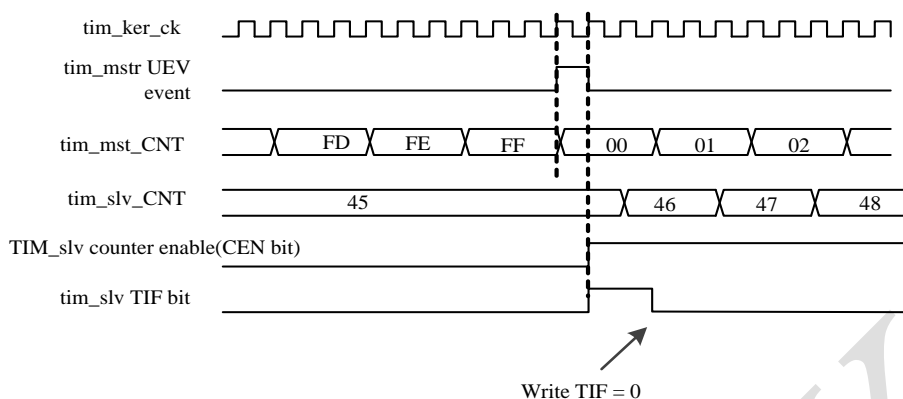 tim_ker_ck
tim_mstr UEV
event
tim_mst_CNT
FD FE FF 00 01 02
tim_slv_CNT
45 46 47 48
TIM_slv counter enable(CEN bit)
tim_slv TIF bit
Write TIF = 0